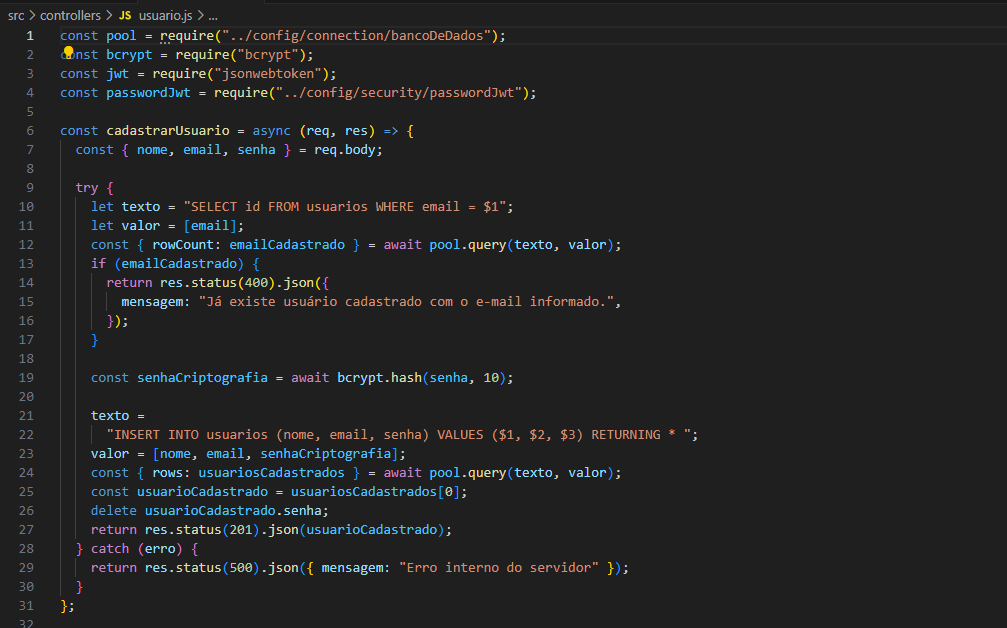 src > controllers > JS usuario.js > ...
1 const pool = require("../config/connection/bancoDeDados");
2 const bcrypt = require("bcrypt");
3 const jwt = require("jsonwebtoken");
4 const passwordJwt = require("../config/security/passwordJwt");
5
6 const cadastrarUsuario = async (req, res) => {
7 const { nome, email, senha } = req.body;
8
9 try {
10 let texto = "SELECT id FROM usuarios WHERE email = $1";
11 let valor = [email];
12 const { rowCount: emailCadastrado } = await pool.query(texto, valor);
13 if (emailCadastrado) {
14 return res.status(400).json({
15 mensagem: "Já existe usuário cadastrado com o e-mail informado.",
16 });
17 }
18
19 const senhaCriptografia = await bcrypt.hash(senha, 10);
20
21 texto =
22 "INSERT INTO usuarios (nome, email, senha) VALUES ($1, $2, $3) RETURNING * ";
23 valor = [nome, email, senhaCriptografia];
24 const { rows: usuariosCadastrados } = await pool.query(texto, valor);
25 const usuarioCadastrado = usuariosCadastrados[0];
26 delete usuarioCadastrado.senha;
27 return res.status(201).json(usuarioCadastrado);
28 } catch (erro) {
29 return res.status(500).json({ mensagem: "Erro interno do servidor" });
30 }
31 };
32